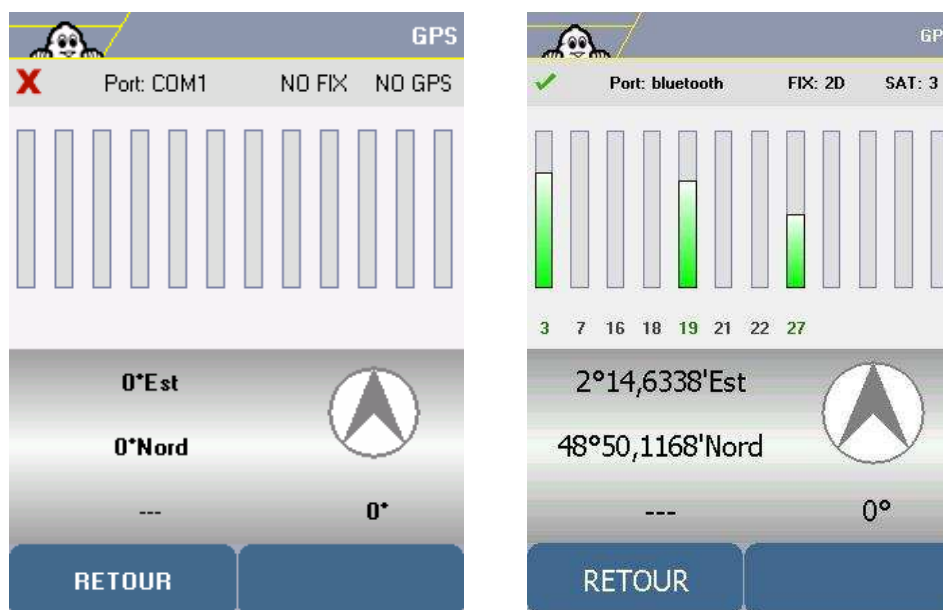 GPS
X Port: COM1 NO FIX NO GPS
0°Est
0°Nord
--- 0°
RETOUR
GP
Port: bluetooth FIX: 2D SAT: 3
3 7 16 18 19 21 22 27
2°14,6338'Est
48°50,1168'Nord
--- 0°
RETOUR